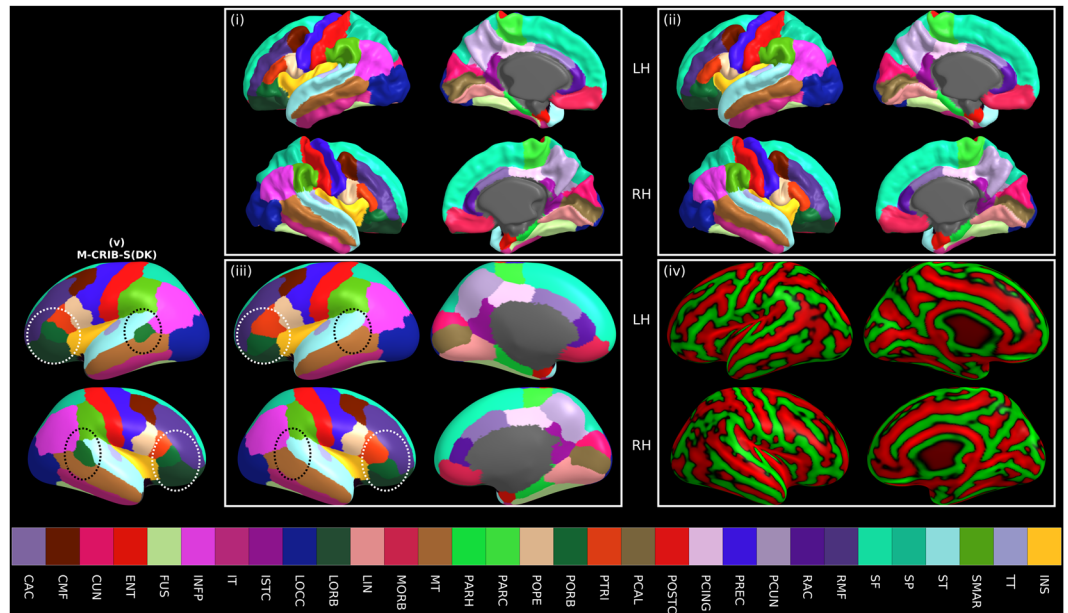 (i)
(ii)
LH
RH
(v)
M-CRIB-S(DK)
(iii)
(iv)
LH
RH
CAC
CMF
CUN
ENT
FUS
INFP
IT
ISTC
LOCC
LORB
LIN
MORB
MT
PARH
PARC
POPE
PORB
PTRI
PCAL
POSTC
PCING
PREC
PCUN
RAC
RMF
SF
SP
ST
SMAR
TT
INS